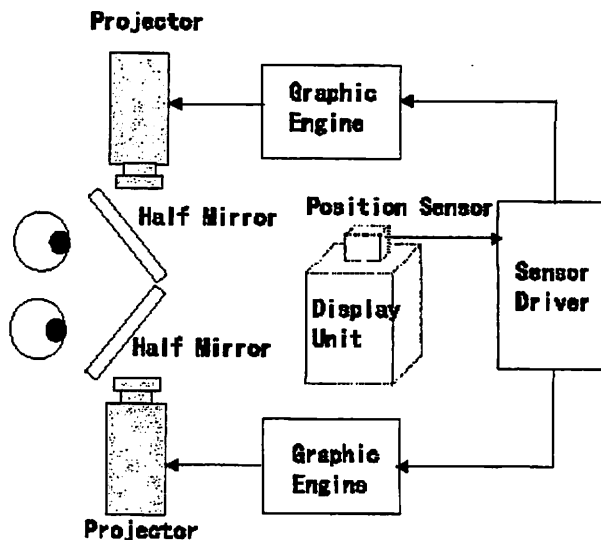 Projector
Graphic
Engine
Position Sensor
Half Mirror
Sensor
Driver
Display
Unit
Half Mirror
Graphic
Engine
Projector